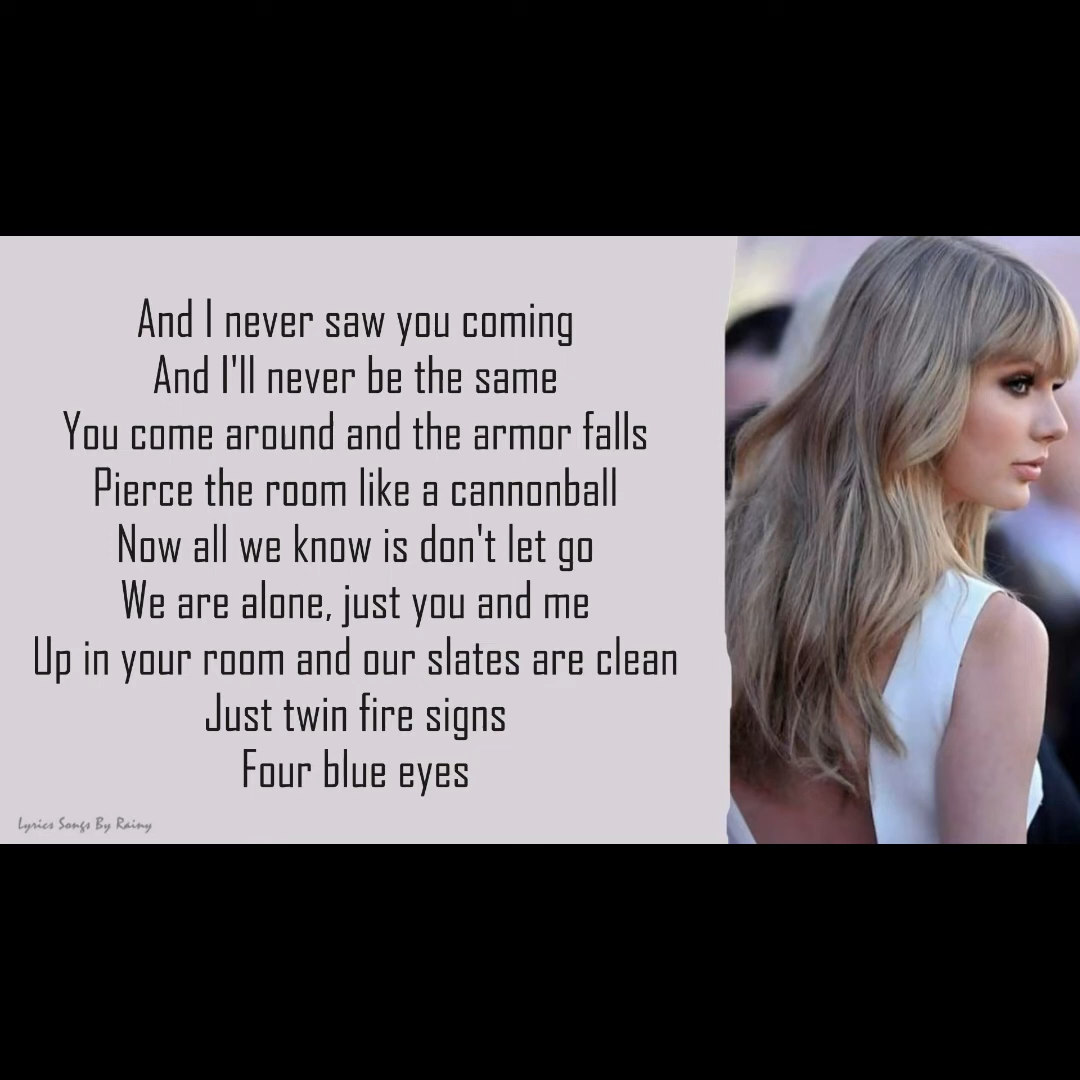 And I never saw you coming
And I'll never be the same
You come around and the armor falls
Pierce the room like a cannonball
Now all we know is don't let go
We are alone, just you and me
Up in your room and our slates are clean
Just twin fire signs
Four blue eyes
Lyrics Songs By Rainy